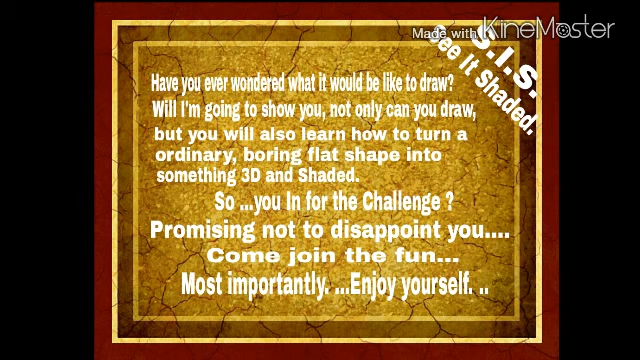 Made with KINEMASTER
S.I.S.
See It Shaded.
Have you ever wondered what it would be like to draw?
Will I'm going to show you, not only can you draw,
but you will also learn how to turn a
ordinary, boring flat shape into
something 3D and Shaded.
So ...you In for the Challenge ?
Promising not to disappoint you....
Come join the fun...
Most importantly. ...Enjoy yourself. ..